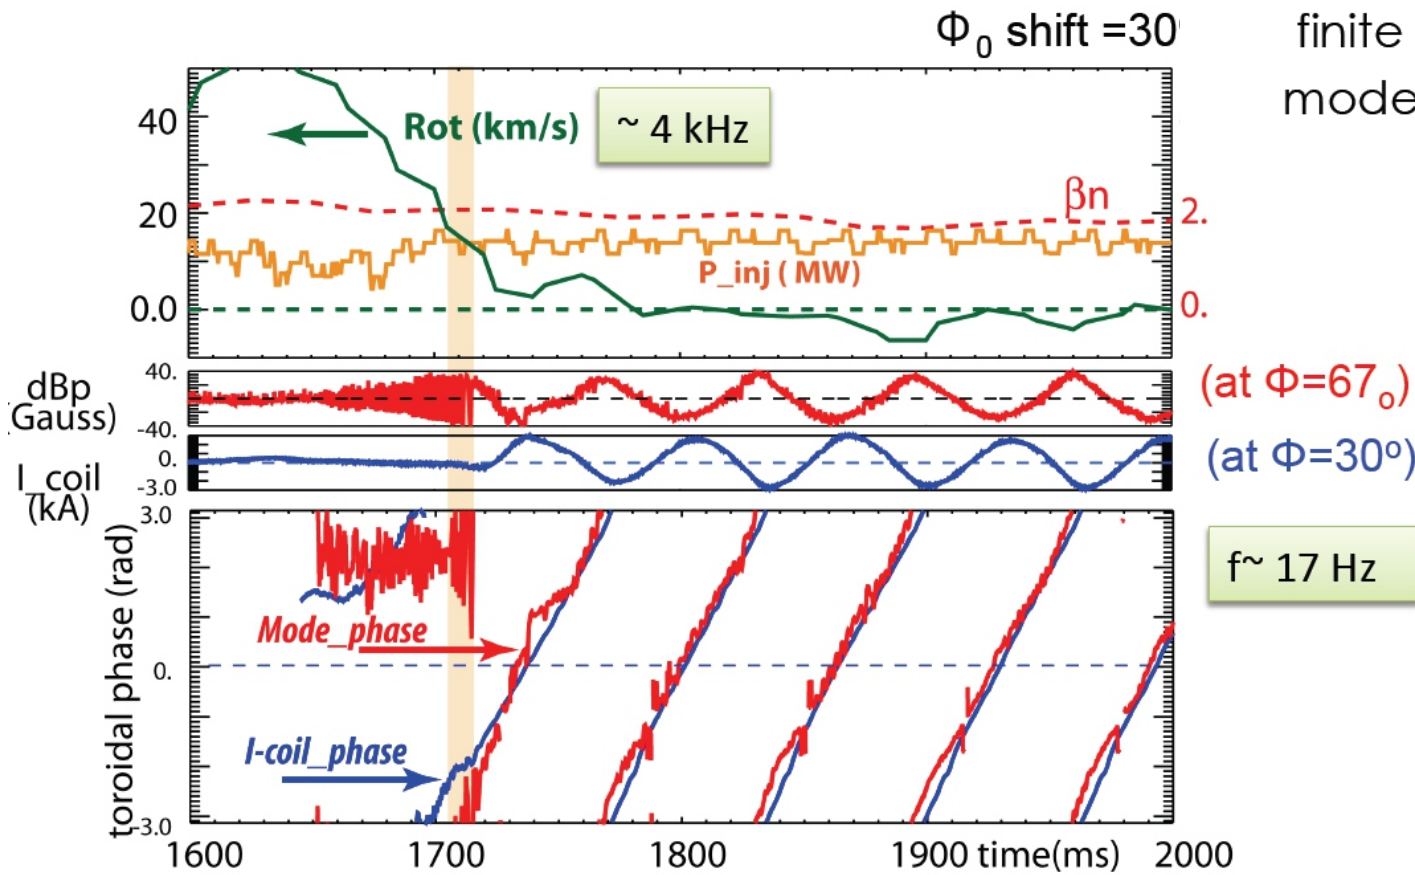 Φ₀ shift =30°
finite
mode
40
20
0.0
Rot (km/s)
~ 4 kHz
βn
2.
P_inj ( MW)
0.
dBp
Gauss)
40.
-40.
(at Φ=67₀)
I_coil
(kA)
0.
-3.0
(at Φ=30º)
toroidal phase (rad)
3.0
0.
-3.0
Mode_phase
I-coil_phase
f~ 17 Hz
1600
1700
1800
1900
time(ms)
2000